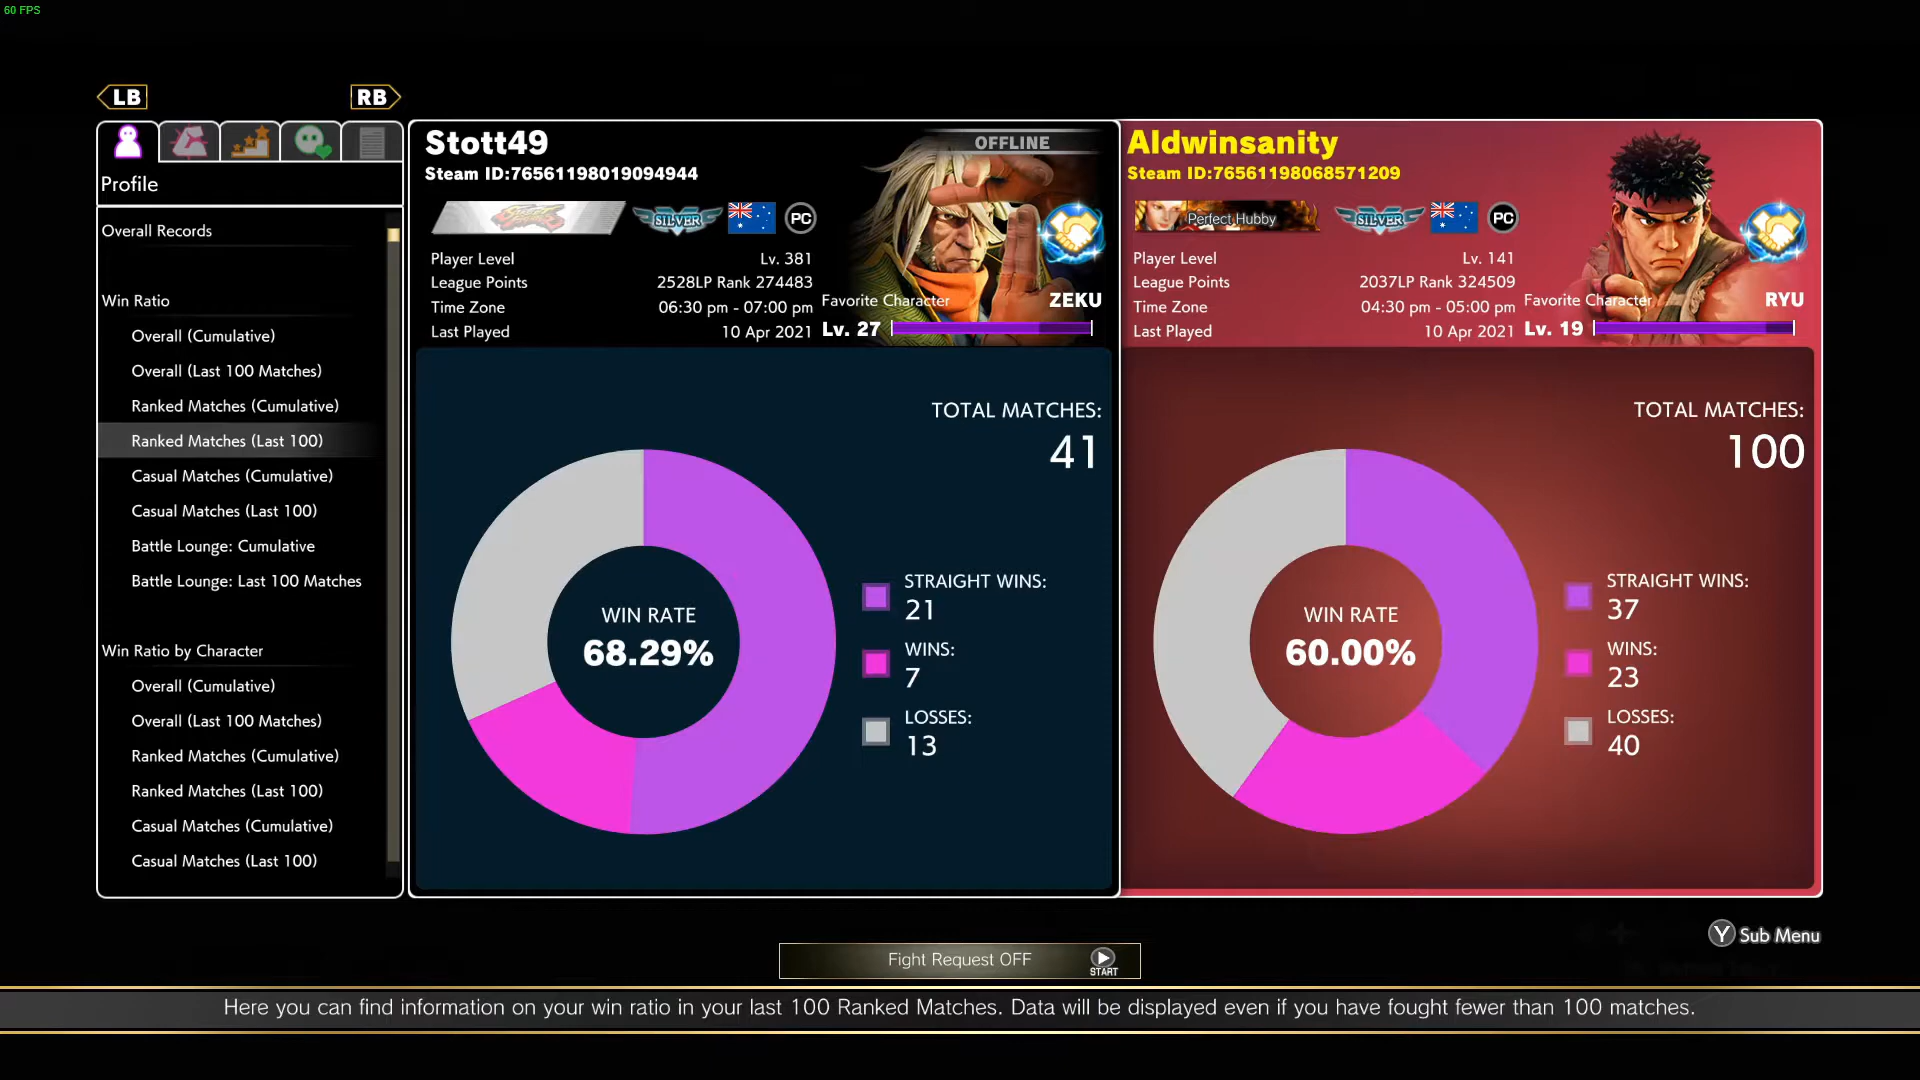 60 FPS
LB
RB
Profile
Overall Records
Win Ratio
Overall (Cumulative)
Overall (Last 100 Matches)
Ranked Matches (Cumulative)
Ranked Matches (Last 100)
Casual Matches (Cumulative)
Casual Matches (Last 100)
Battle Lounge: Cumulative
Battle Lounge: Last 100 Matches
Win Ratio by Character
Overall (Cumulative)
Overall (Last 100 Matches)
Ranked Matches (Cumulative)
Ranked Matches (Last 100)
Casual Matches (Cumulative)
Casual Matches (Last 100)
Stott49
OFFLINE
Steam ID:76561198019094944
SILVER
PC
Player Level Lv. 381
League Points 2528LP Rank 274483
Time Zone 06:30 pm - 07:00 pm
Last Played 10 Apr 2021
Favorite Character ZEKU
Lv. 27
TOTAL MATCHES:
41
WIN RATE
68.29%
STRAIGHT WINS:
21
WINS:
7
LOSSES:
13
Aldwinsanity
Steam ID:76561198068571209
Perfect Hubby
SILVER
PC
Player Level Lv. 141
League Points 2037LP Rank 324509
Time Zone 04:30 pm - 05:00 pm
Last Played 10 Apr 2021
Favorite Character RYU
Lv. 19
TOTAL MATCHES:
100
WIN RATE
60.00%
STRAIGHT WINS:
37
WINS:
23
LOSSES:
40
Y Sub Menu
Fight Request OFF
START
Here you can find information on your win ratio in your last 100 Ranked Matches. Data will be displayed even if you have fought fewer than 100 matches.